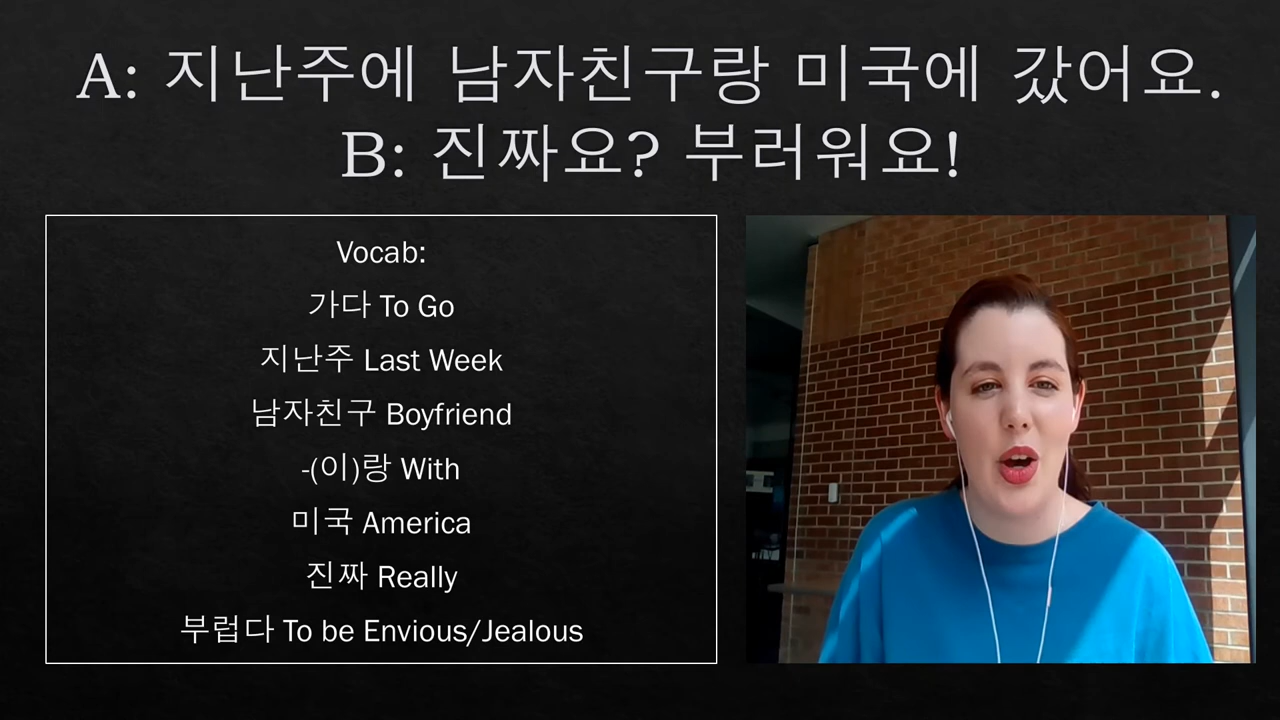 A: 지난주에 남자친구랑 미국에 갔어요.
B: 진짜요? 부러워요!
Vocab:
가다 To Go
지난주 Last Week
남자친구 Boyfriend
-(이)랑 With
미국 America
진짜 Really
부럽다 To be Envious/Jealous